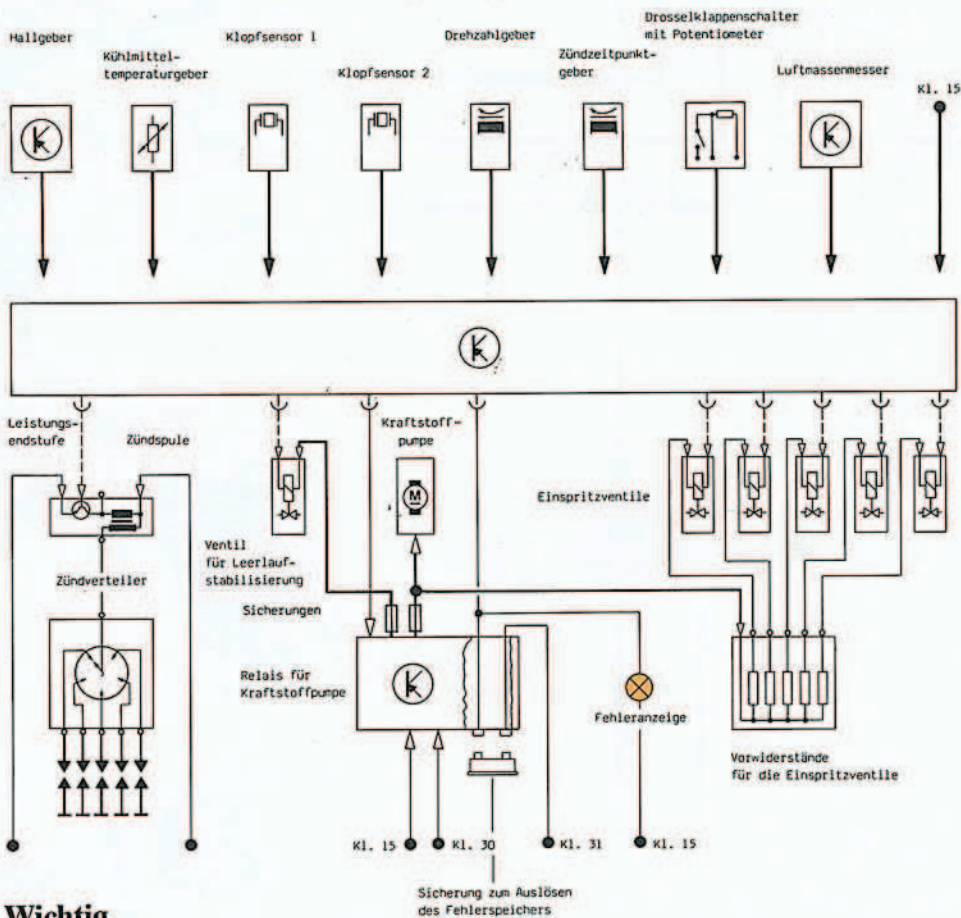 Hallgeber
Kühlmittel-
temperaturgeber
Klopfsensor 1
Klopfsensor 2
Drehzahlgeber
Zündzeitpunkt-
geber
Drosselklappenschalter
mit Potentiometer
Luftmassenmesser
Kl. 15
Leistungs-
endstufe
Zündspule
Kraftstoff-
pumpe
M
Einspritzventile
Ventil
für Leerlauf-
stabilisierung
Zündverteiler
Sicherungen
Relais für
Kraftstoffpumpe
Fehleranzeige
Vorwiderstände
für die Einspritzventile
Kl. 15
Kl. 30
Kl. 31
Kl. 15
Sicherung zum Auslösen
des Fehlerspeichers
Wichtig